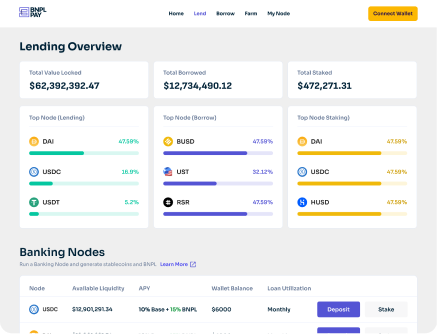 BNPL PAY
Home Lend Borrow Farm My Node Connect Wallet
Lending Overview
Total Value Locked Total Borrowed Total Staked
$62,392,392.47 $12,734,490.12 $472,271.31
Top Node (Lending) Top Node (Borrow) Top Node Staking)
DAI 47.59% BUSD 47.59% DAI 47.59%
USDC 16.9% UST 32.12% USDC 47.59%
USDT 5.2% RSR 47.59% HUSD 47.59%
Banking Nodes
Run a Banking Node and generate stablecoins and BNPL Learn More
Node Available Liquidity APY Wallet Balance Loan Utilization
USDC $12,901,291.34 10% Base + 15% BNPL $6000 Monthly Deposit Stake